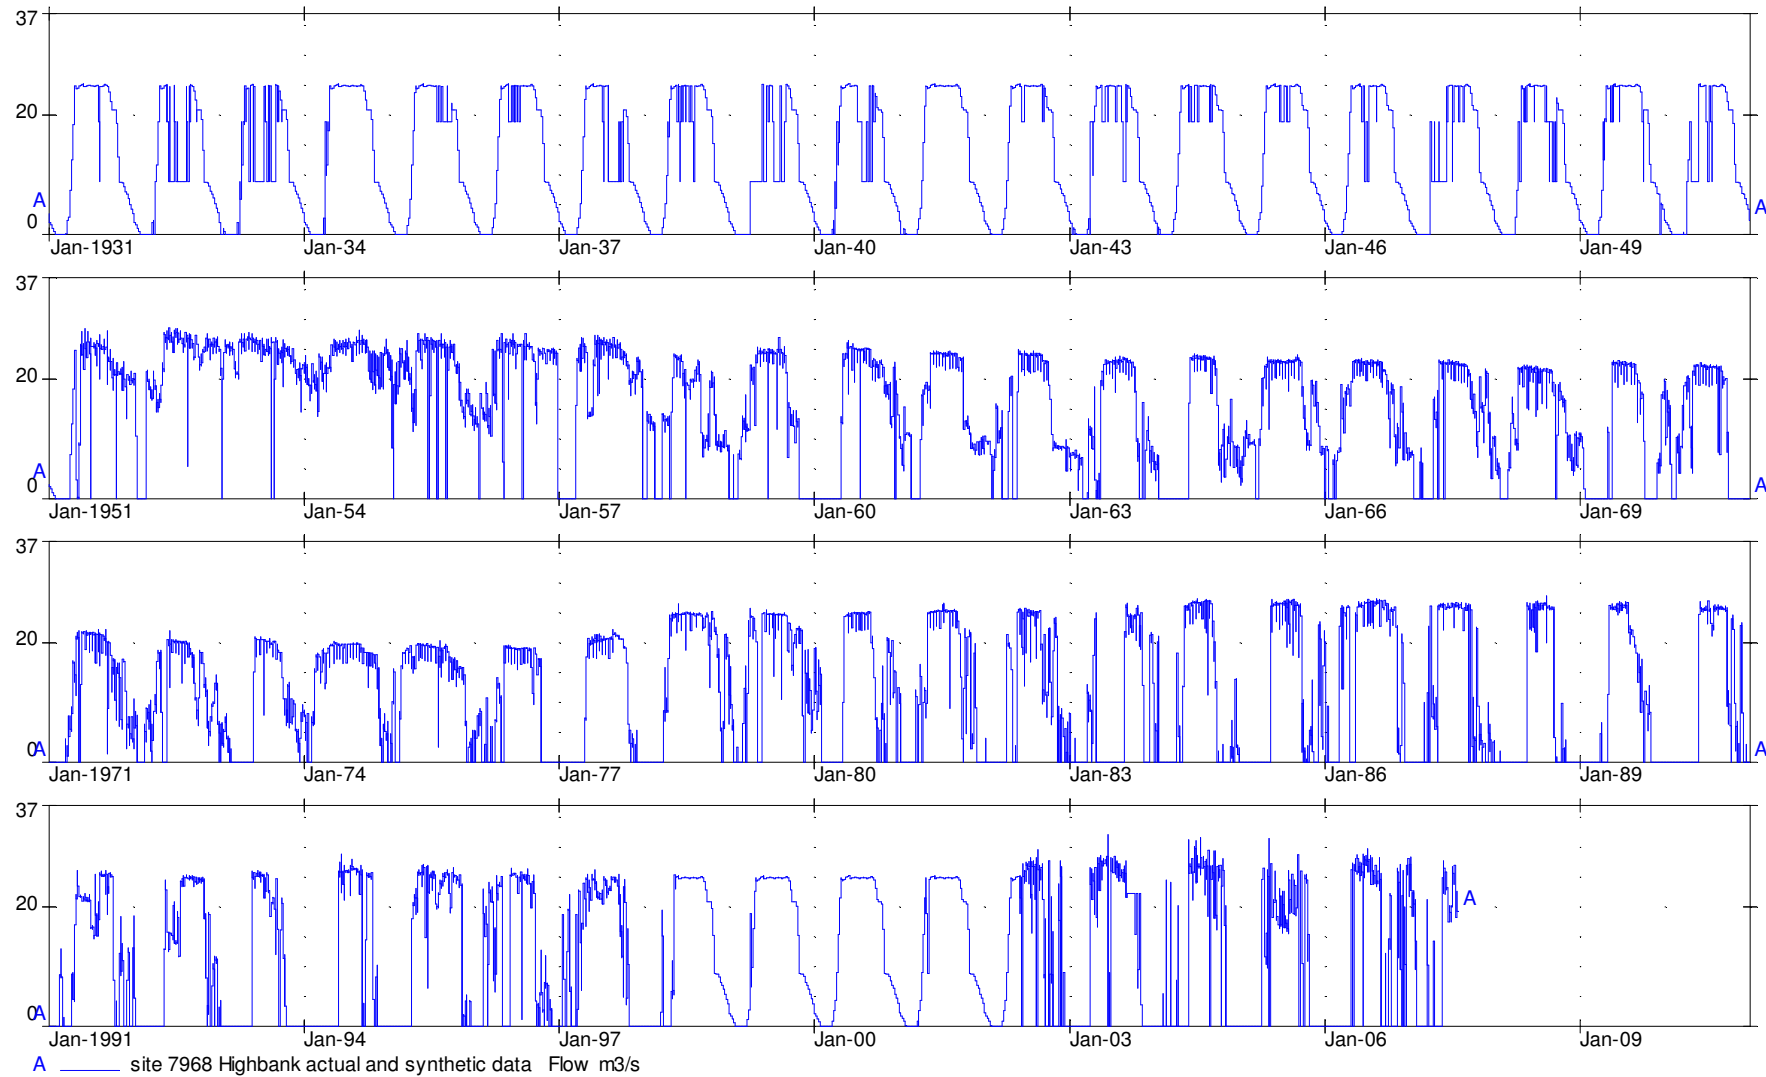 37
20
A
0
A
Jan-1931 Jan-34 Jan-37 Jan-40 Jan-43 Jan-46 Jan-49
37
20
A
0
A
Jan-1951 Jan-54 Jan-57 Jan-60 Jan-63 Jan-66 Jan-69
37
20
0
A
A
Jan-1971 Jan-74 Jan-77 Jan-80 Jan-83 Jan-86 Jan-89
37
20
A
0
A
Jan-1991 Jan-94 Jan-97 Jan-00 Jan-03 Jan-06 Jan-09
A site 7968 Highbank actual and synthetic data Flow m3/s